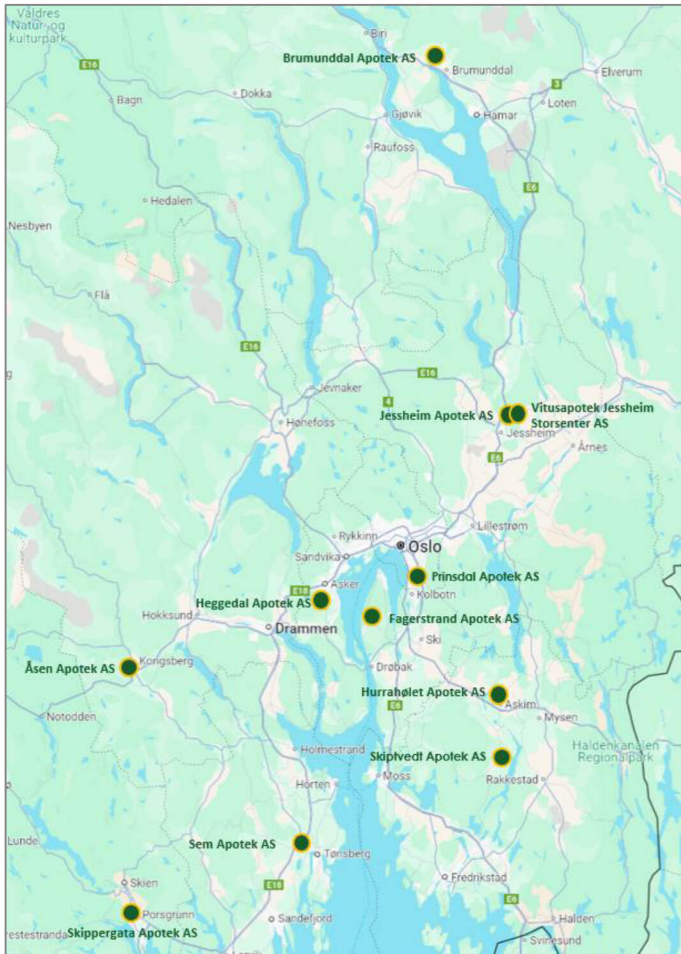 Våldres
Natur- og
kulturpark
Biri
Brumunddal Apotek AS
Brumunddal
Elverum
E16
Bagn
Dokka
3
Løten
Gjøvik
Hamar
Raufoss
E6
Hedalen
Nesbyen
Flå
E16
Jevnaker
E16
4
Hønefoss
Jessheim Apotek AS
Vitusapotek Jessheim
Storsenter AS
Jessheim
Årnes
E6
Lillestrøm
Rykkinn
Oslo
Sandvika
Asker
Prinsdal Apotek AS
E18
Kolbotn
Heggedal Apotek AS
Hokksund
Fagerstrand Apotek AS
Drammen
Ski
Åsen Apotek AS
Kongsberg
Drøbak
Hurrahølet Apotek AS
E6
Askim
Notodden
Mysen
Haldenkanalen
Regionalpark
Holmestrand
Skiptvedt Apotek AS
Moss
Rakkestad
Horten
Lunde
Sem Apotek AS
Tønsberg
Skien
E18
Fredrikstad
E6
Porsgrunn
Sandefjord
Halden
Skippergata Apotek AS
Svinesund